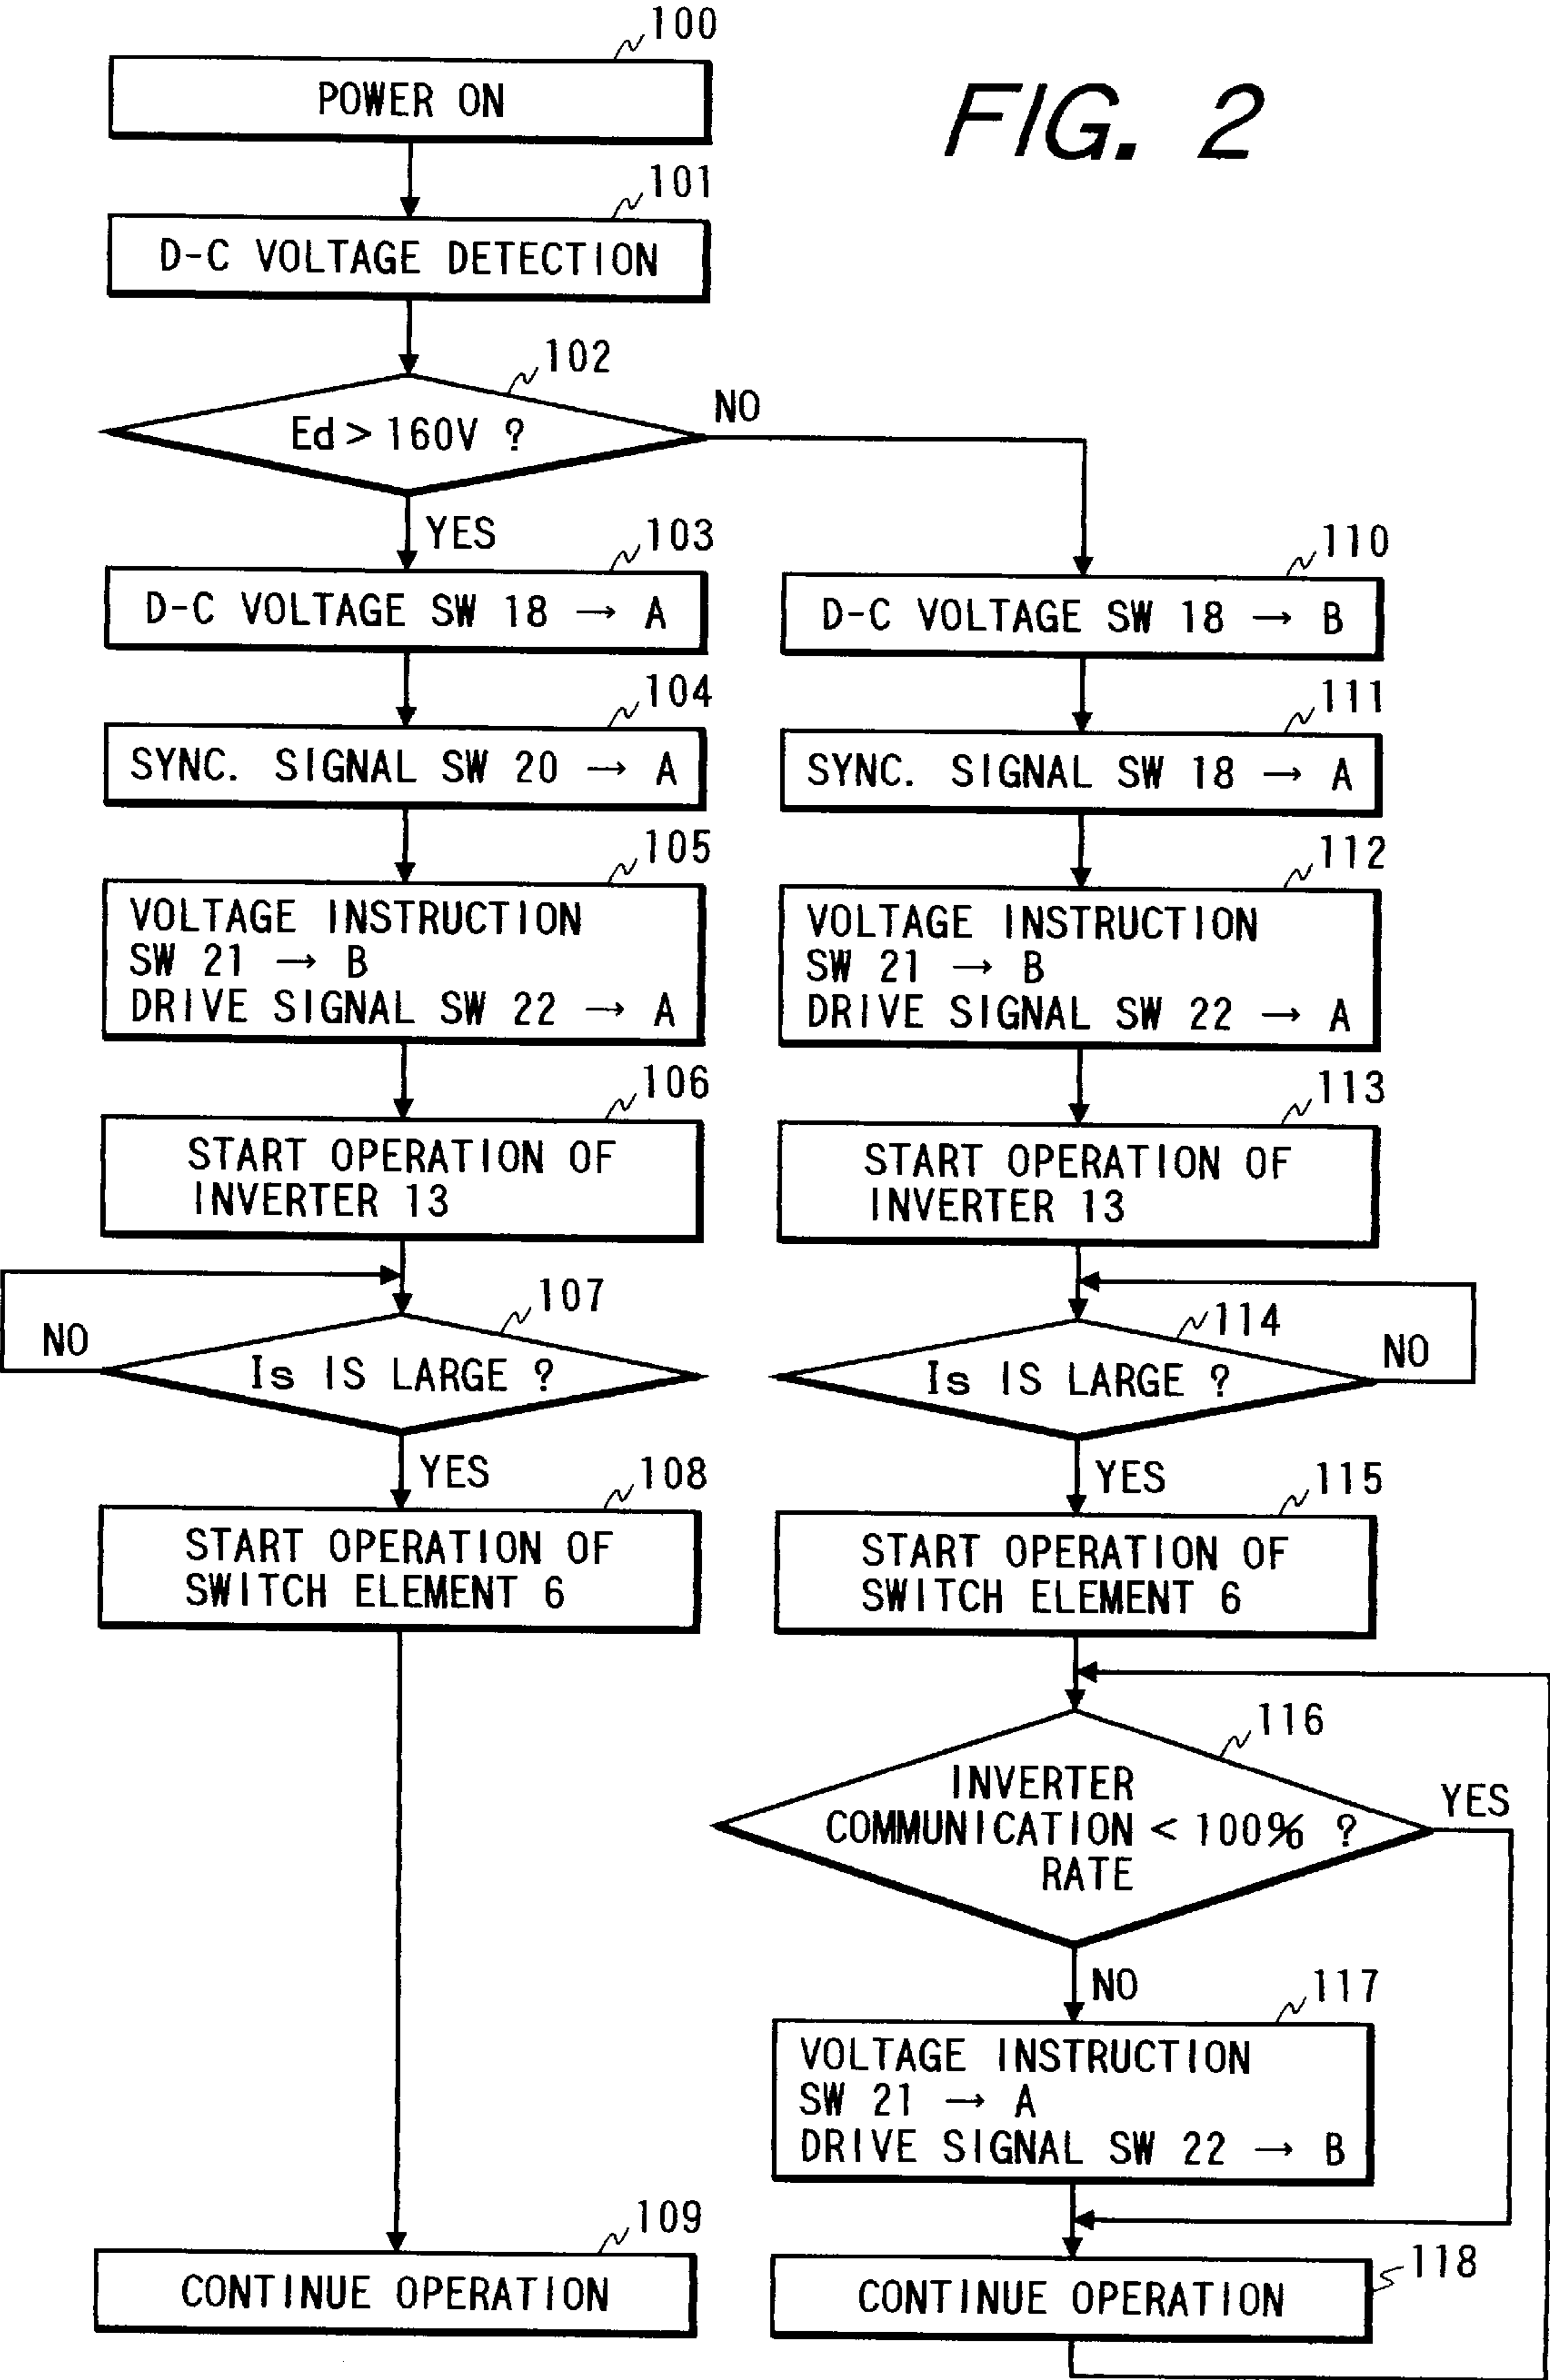 FIG. 2
100
POWER ON
101
D-C VOLTAGE DETECTION
102
Ed > 160V ?
NO
YES
103
D-C VOLTAGE SW 18 → A
104
SYNC. SIGNAL SW 20 → A
105
VOLTAGE INSTRUCTION
SW 21 → B
DRIVE SIGNAL SW 22 → A
106
START OPERATION OF
INVERTER 13
107
NO
Is IS LARGE ?
YES
108
START OPERATION OF
SWITCH ELEMENT 6
109
CONTINUE OPERATION
110
D-C VOLTAGE SW 18 → B
111
SYNC. SIGNAL SW 18 → A
112
VOLTAGE INSTRUCTION
SW 21 → B
DRIVE SIGNAL SW 22 → A
113
START OPERATION OF
INVERTER 13
114
Is IS LARGE ?
NO
YES
115
START OPERATION OF
SWITCH ELEMENT 6
116
INVERTER
COMMUNICATION < 100% ?
RATE
YES
NO
117
VOLTAGE INSTRUCTION
SW 21 → A
DRIVE SIGNAL SW 22 → B
118
CONTINUE OPERATION